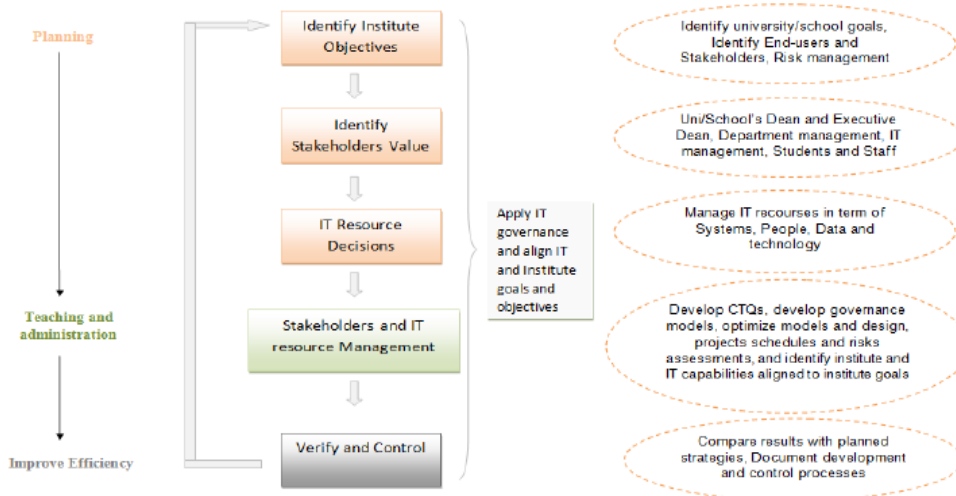 Planning
Teaching and
administration
Improve Efficiency
Identify Institute
Objectives
Identify
Stakeholders Value
IT Resource
Decisions
Stakeholders and IT
resource Management
Verify and Control
Apply IT
governance
and align IT
and Institute
goals and
objectives
Identify university/school goals,
Identify End-users and
Stakeholders, Risk management
Uni/School's Dean and Executive
Dean, Department management, IT
management, Students and Staff
Manage IT recourses in term of
Systems, People, Data and
technology
Develop CTQs, develop governance
models, optimize models and design,
projects schedules and risks
assessments, and identify institute and
IT capabilities aligned to institute goals
Compare results with planned
strategies, Document development
and control processes